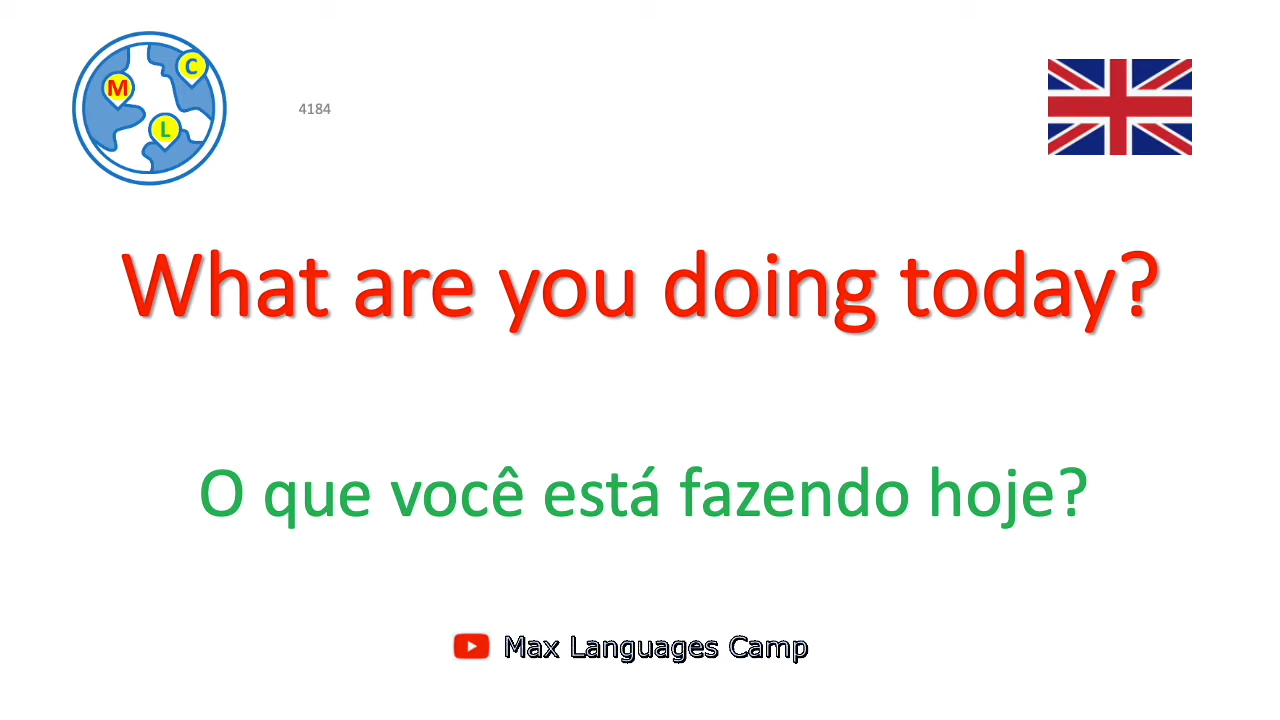 M
C
L
4184
What are you doing today?
O que você está fazendo hoje?
Max Languages Camp